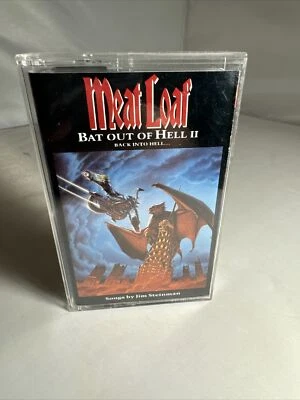 Meat Loaf
BAT OUT OF HELL II
BACK INTO HELL...
Songs by Jim Steinman